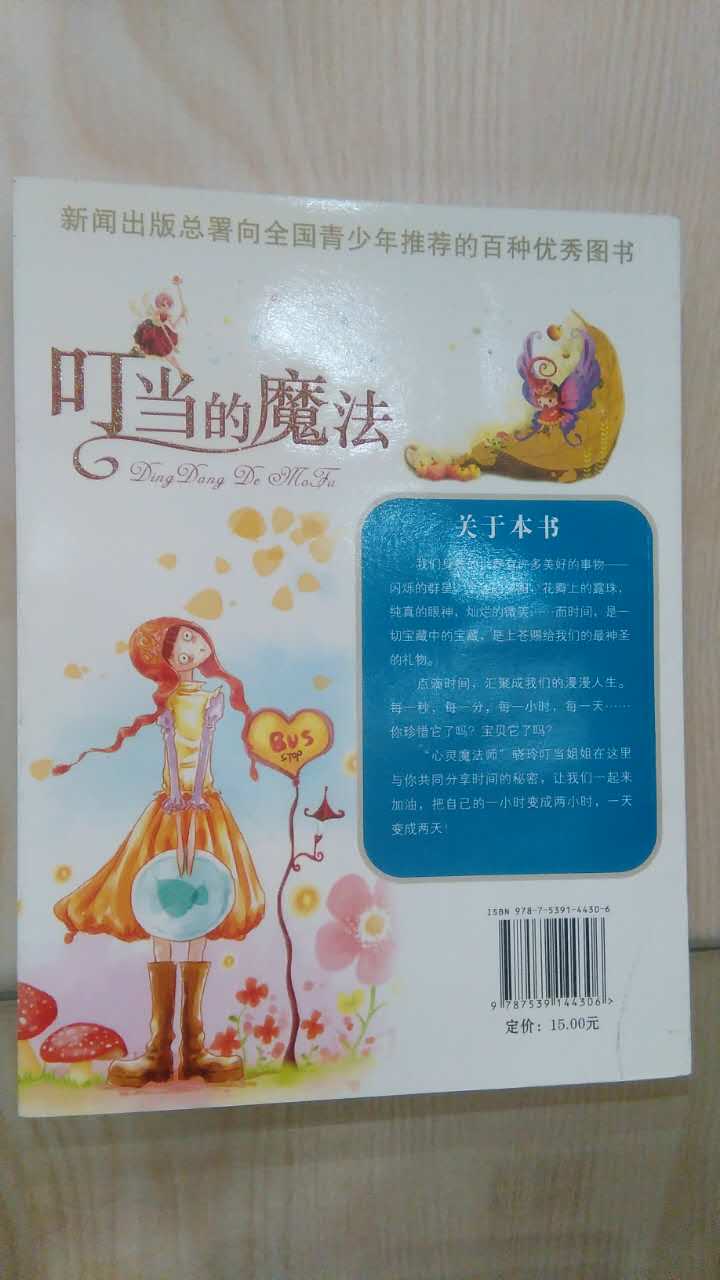 新闻出版总署向全国青少年推荐的百种优秀图书
叮当的魔法
DingDang De MoFa
关于本书
我们身边的世界有许多美好的事物——
闪烁的群星、花瓣上的露珠，
纯真的眼神，灿烂的微笑……而时间，是一
切宝藏中的宝藏，是上苍赐给我们的最神圣
的礼物。
点滴时间，汇聚成我们的漫漫人生。
每一秒，每一分，每一小时，每一天……
你珍惜它了吗？宝贝它了吗？
“心灵魔法师”晓玲叮当姐姐在这里
与你共同分享时间的秘密，让我们一起来
加油，把自己的一小时变成两小时，一天
变成两天！
BUS
STOP
ISBN 978-7-5391-4430-6
9 787539 144306 >
定价：15.00元